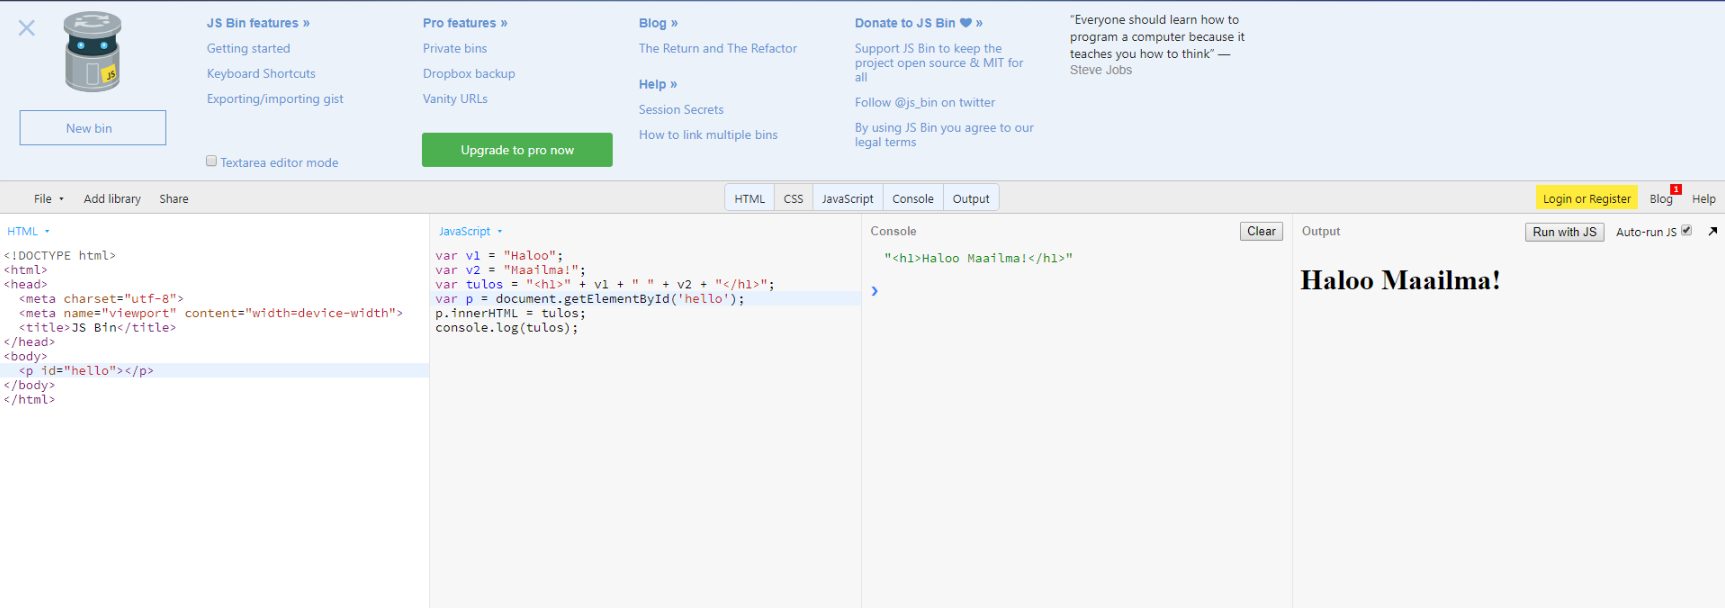 JS
New bin
JS Bin features »
Getting started
Keyboard Shortcuts
Exporting/importing gist
Textarea editor mode
Pro features »
Private bins
Dropbox backup
Vanity URLs
Upgrade to pro now
Blog »
The Return and The Refactor
Help »
Session Secrets
How to link multiple bins
Donate to JS Bin ❤ »
Support JS Bin to keep the
project open source & MIT for
all
Follow @js_bin on twitter
By using JS Bin you agree to our
legal terms
“Everyone should learn how to
program a computer because it
teaches you how to think” —
Steve Jobs
File Add library Share
HTML CSS JavaScript Console Output
Login or Register Blog 1 Help
HTML
<!DOCTYPE html>
<html>
<head>
  <meta charset="utf-8">
  <meta name="viewport" content="width=device-width">
  <title>JS Bin</title>
</head>
<body>
  <p id="hello"></p>
</body>
</html>
JavaScript
var v1 = "Haloo";
var v2 = "Maailma!";
var tulos = "<h1>" + v1 + " " + v2 + "</h1>";
var p = document.getElementById('hello');
p.innerHTML = tulos;
console.log(tulos);
Console Clear
"<h1>Haloo Maailma!</h1>"
Output Run with JS Auto-run JS
Haloo Maailma!